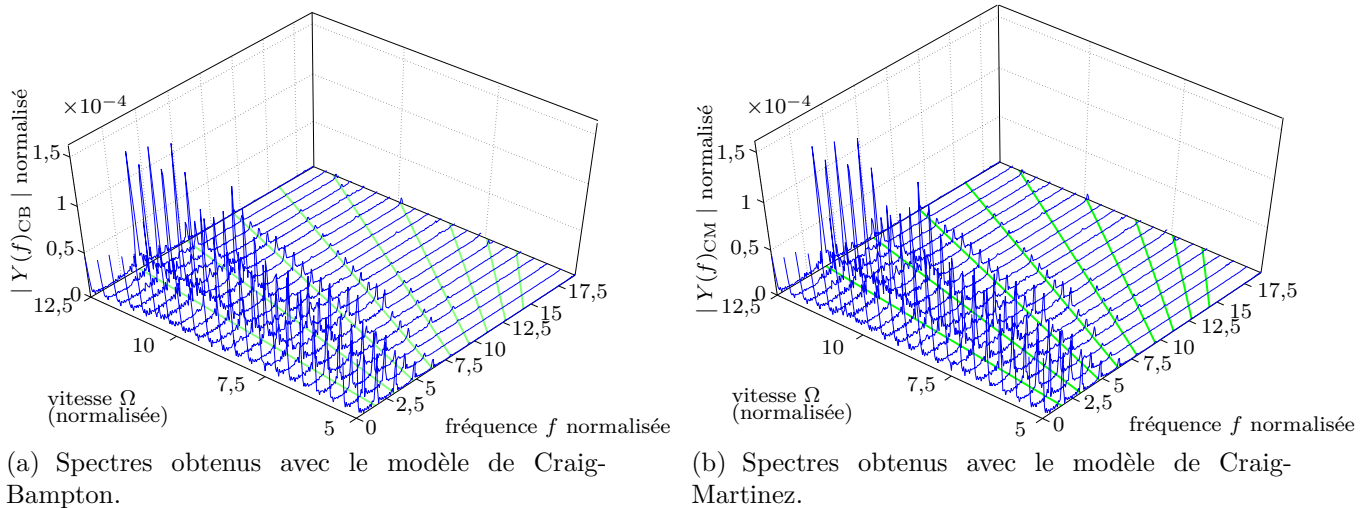 ×10−4
| Y(f)CB | normalisé
1,5
1
0,5
0
12,5
10
7,5
5
vitesse Ω
(normalisée)
0
2,5
5
7,5
10
12,5
15
17,5
fréquence f normalisée
(a) Spectres obtenus avec le modèle de Craig-
Bampton.
×10−4
| Y(f)CM | normalisé
1,5
1
0,5
0
12,5
10
7,5
5
vitesse Ω
(normalisée)
0
2,5
5
7,5
10
12,5
15
17,5
fréquence f normalisée
(b) Spectres obtenus avec le modèle de Craig-
Martinez.